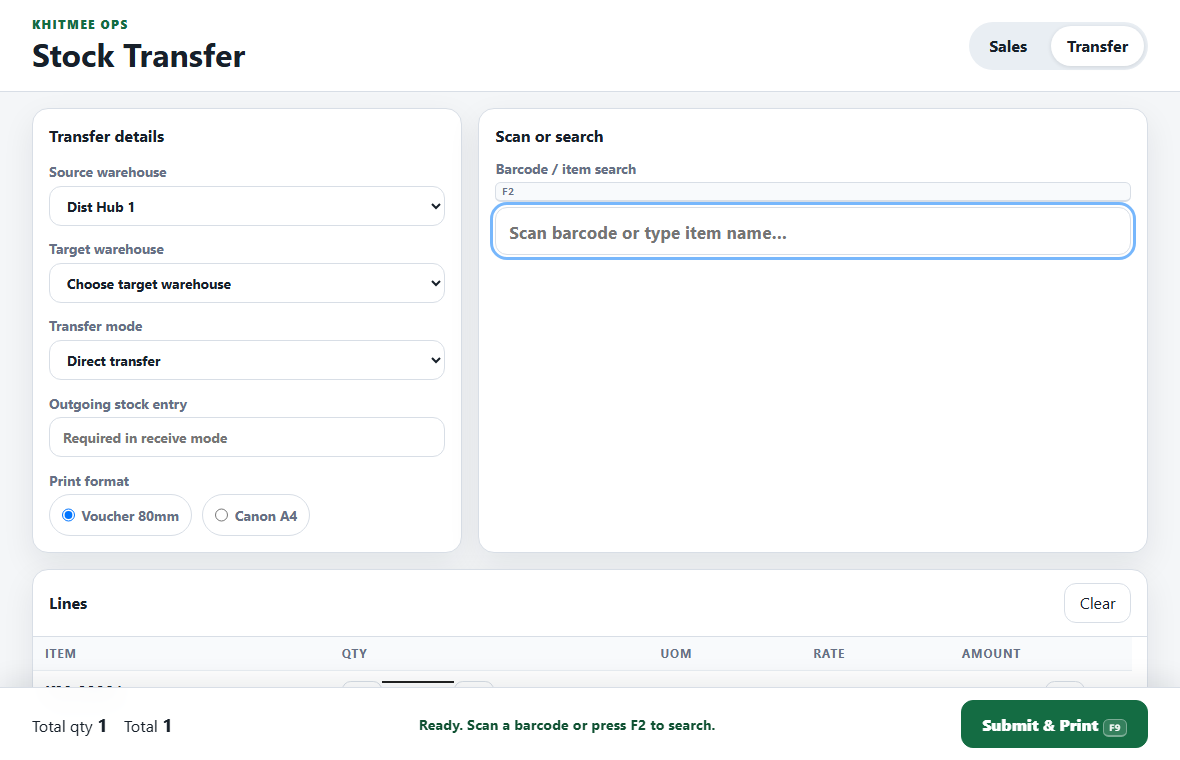 KHITMEE OPS
Stock Transfer
Sales
Transfer
Transfer details
Source warehouse
Dist Hub 1
Target warehouse
Choose target warehouse
Transfer mode
Direct transfer
Outgoing stock entry
Required in receive mode
Print format
Voucher 80mm
Canon A4
Scan or search
Barcode / item search
F2
Scan barcode or type item name...
Lines
Clear
ITEM QTY UOM RATE AMOUNT
Total qty 1 Total 1
Ready. Scan a barcode or press F2 to search.
Submit & Print F9